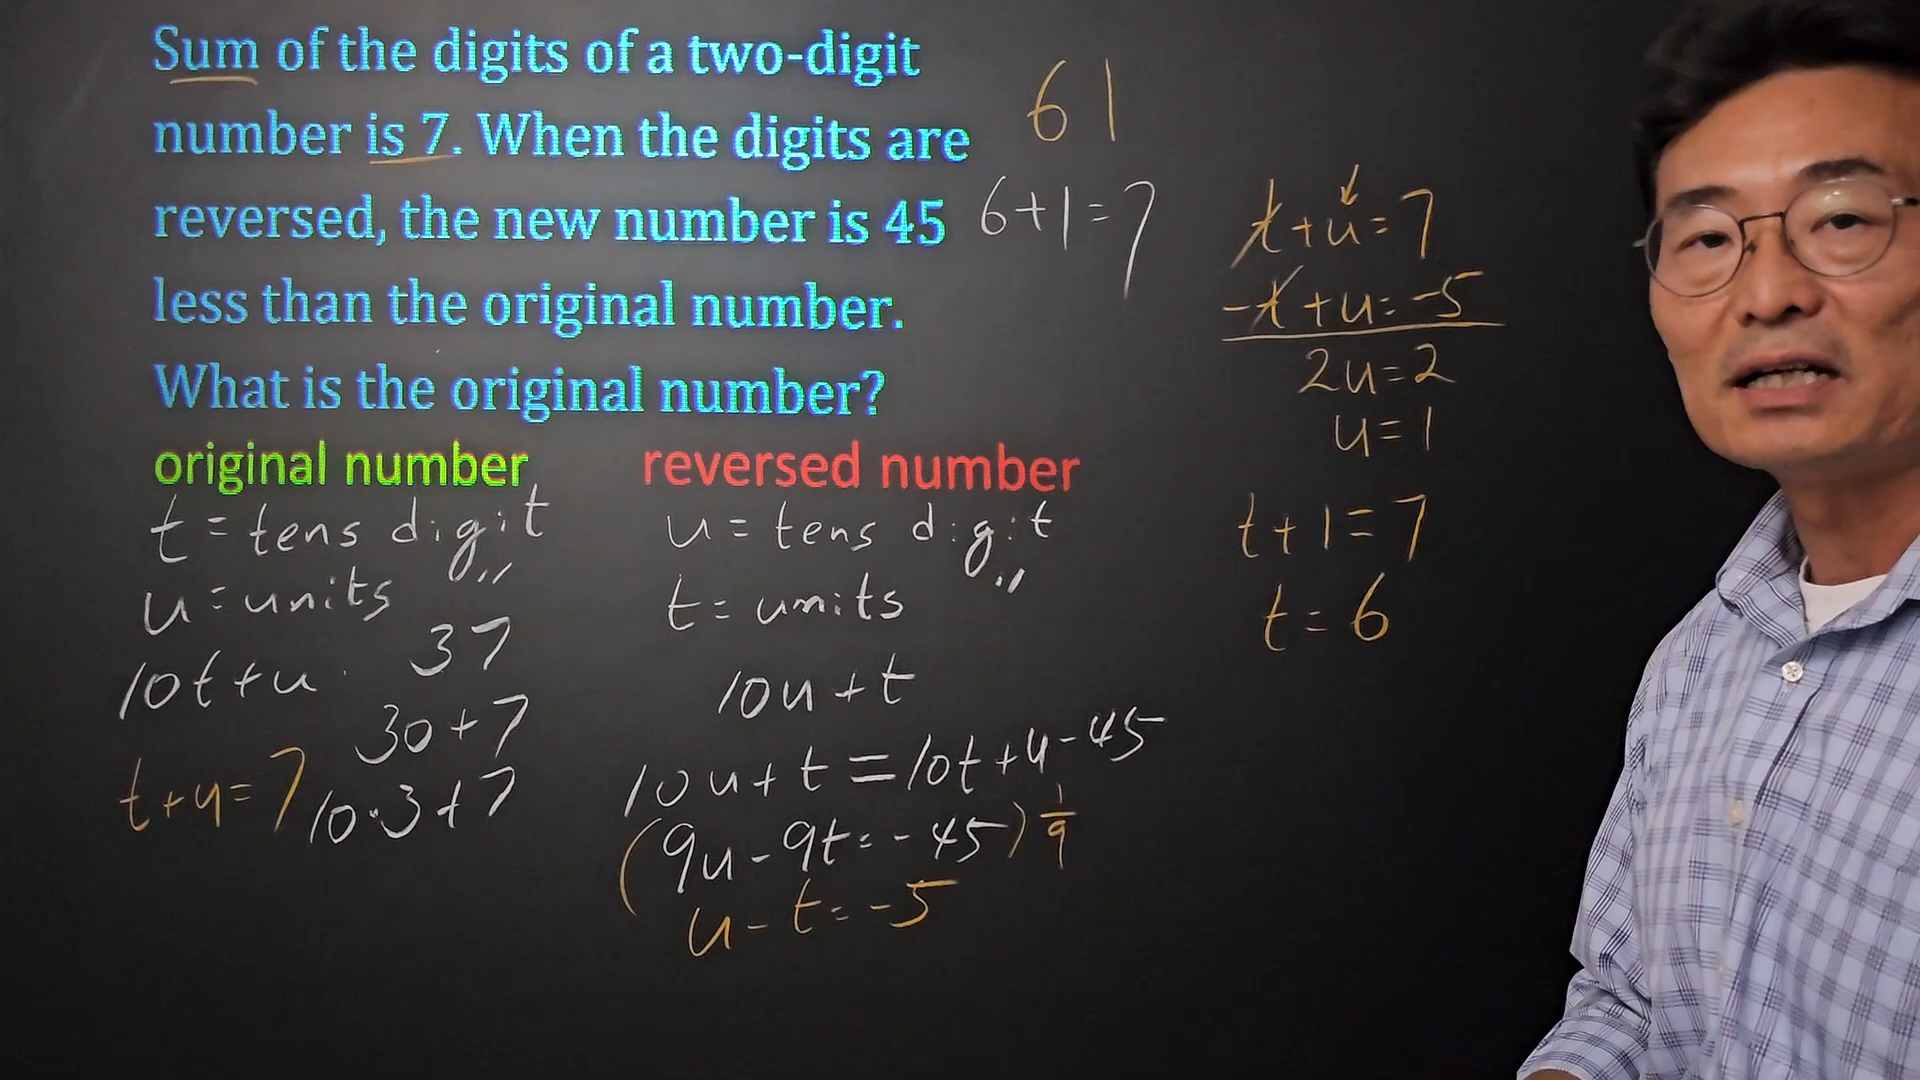 Sum of the digits of a two-digit
number is 7. When the digits are
reversed, the new number is 45
less than the original number.
What is the original number?
61
6+1=7
original number
t = tens digit
u = units "
10t+u
37
30+7
10·3+7
t+u=7
reversed number
u = tens digit
t = units "
10u+t
10u+t=10t+u-45
(9u-9t=-45)1/9
u-t=-5
t+u=7
-t+u=-5
2u=2
u=1
t+1=7
t=6